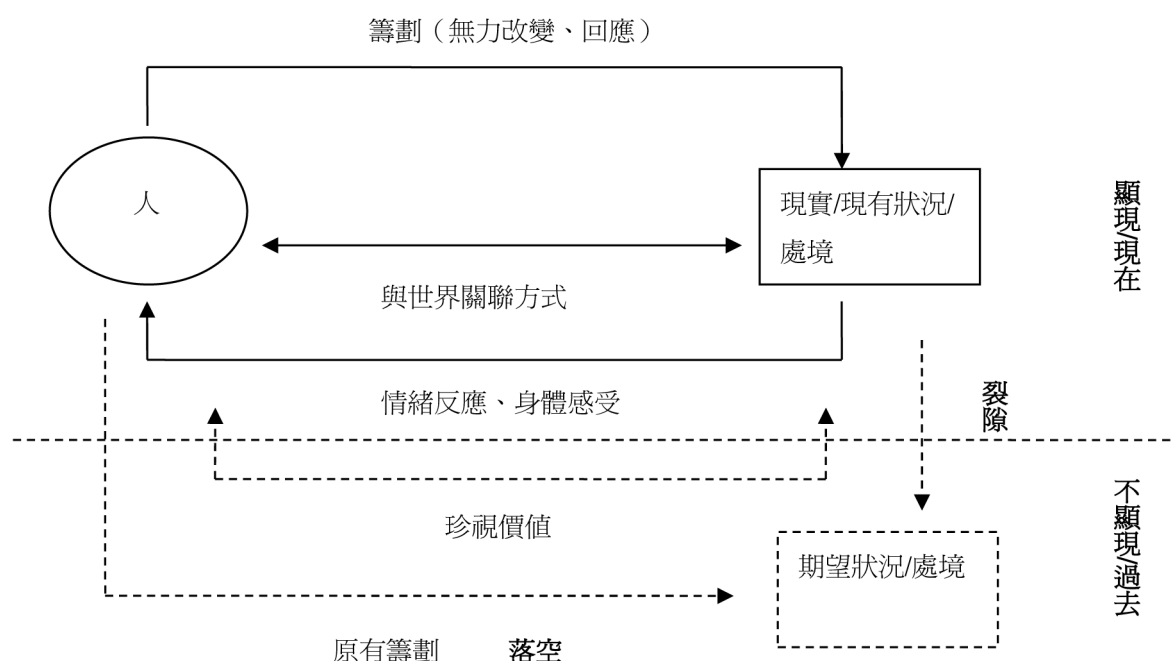 籌劃（無力改變、回應）
人
現實/現有狀況/
處境
顯現/現在
與世界關聯方式
情緒反應、身體感受
裂隙
珍視價值
不顯現/過去
期望狀況/處境
原有籌劃 落空